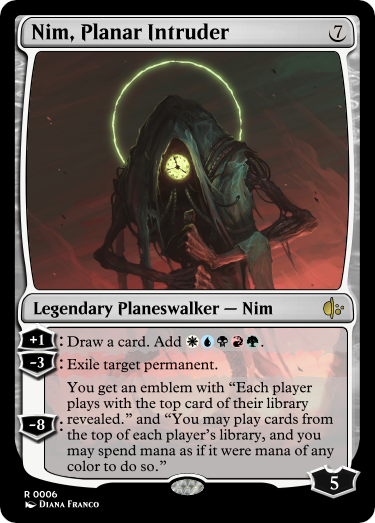 Nim, Planar Intruder 7
Legendary Planeswalker — Nim
+1: Draw a card. Add .
-3: Exile target permanent.
You get an emblem with “Each player
plays with the top card of their library
revealed.” and “You may play cards from
-8: the top of each player’s library, and you
may spend mana as if it were mana of any
color to do so.”
5
R 0006
Diana Franco